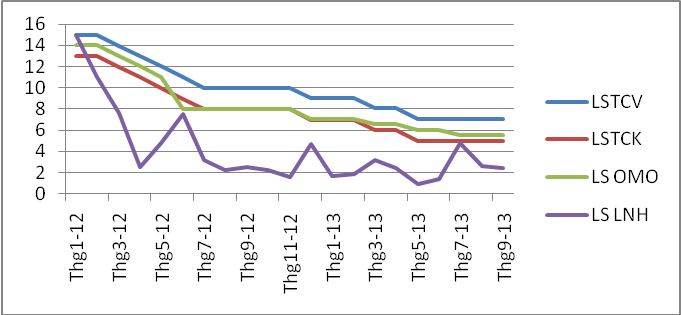 16
14
12
10
8
6
4
2
0
Thg1-12
Thg3-12
Thg5-12
Thg7-12
Thg9-12
Thg11-12
Thg1-13
Thg3-13
Thg5-13
Thg7-13
Thg9-13
LSTCV
LSTCK
LS OMO
LS LNH